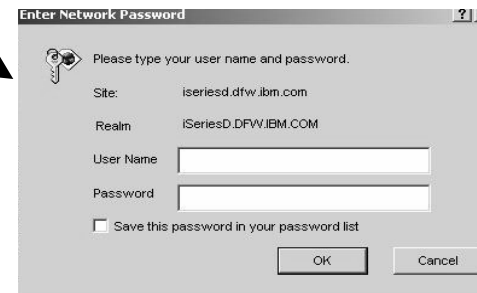 Enter Network Password
Please type your user name and password.
Site: iseriesd.dfw.ibm.com
Realm iSeriesD.DFW.IBM.COM
User Name
Password
Save this password in your password list
OK Cancel